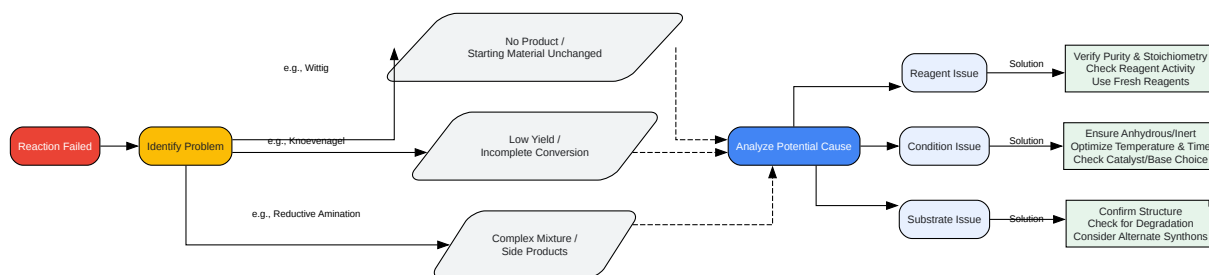 Reaction Failed
Identify Problem
e.g., Wittig
e.g., Knoevenagel
e.g., Reductive Amination
No Product /
Starting Material Unchanged
Low Yield /
Incomplete Conversion
Complex Mixture /
Side Products
Analyze Potential Cause
Reagent Issue
Solution
Verify Purity & Stoichiometry
Check Reagent Activity
Use Fresh Reagents
Condition Issue
Solution
Ensure Anhydrous/Inert
Optimize Temperature & Time
Check Catalyst/Base Choice
Substrate Issue
Solution
Confirm Structure
Check for Degradation
Consider Alternate Synthons